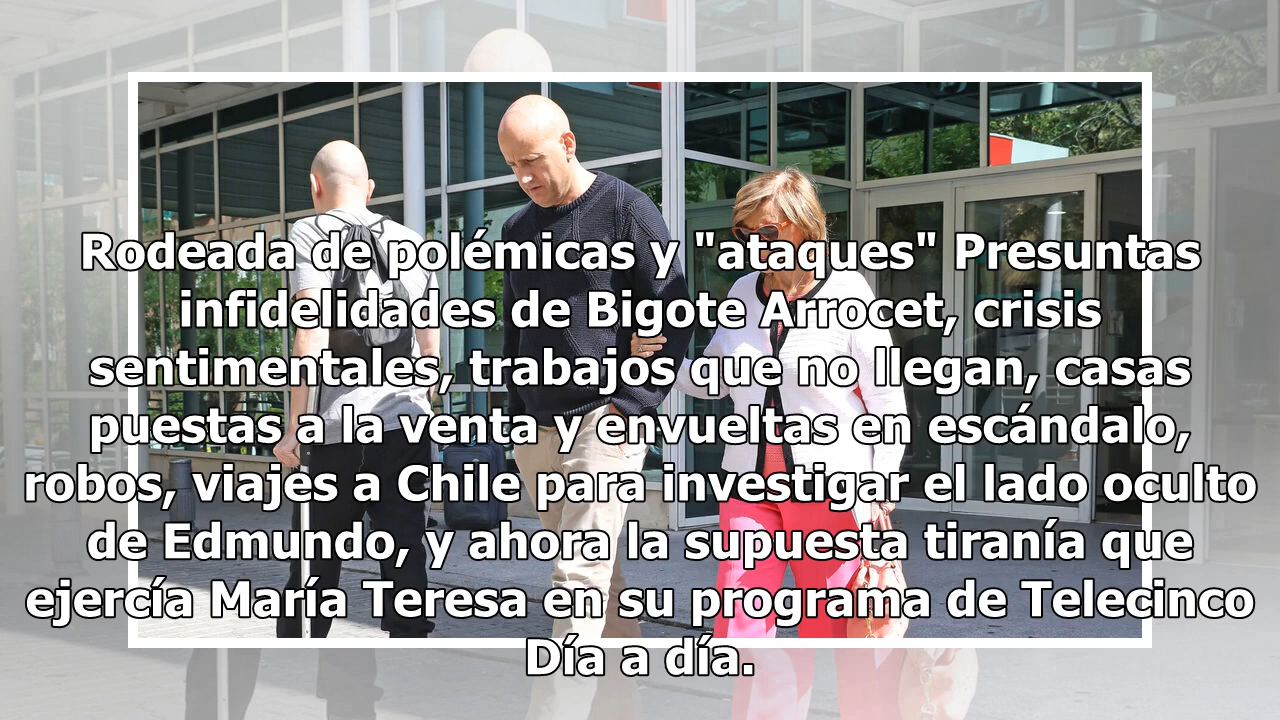 Rodeada de polémicas y "ataques" Presuntas
infidelidades de Bigote Arrocet, crisis
sentimentales, trabajos que no llegan, casas
puestas a la venta y envueltas en escándalo,
robos, viajes a Chile para investigar el lado oculto
de Edmundo, y ahora la supuesta tiranía que
ejercía María Teresa en su programa de Telecinco
Día a día.